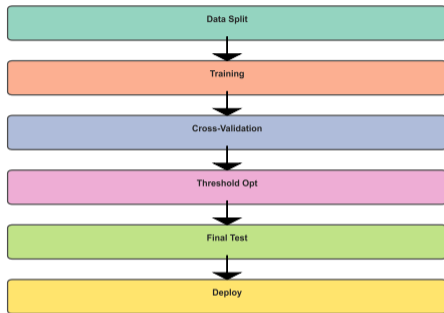 Data Split
Training
Cross-Validation
Threshold Opt
Final Test
Deploy